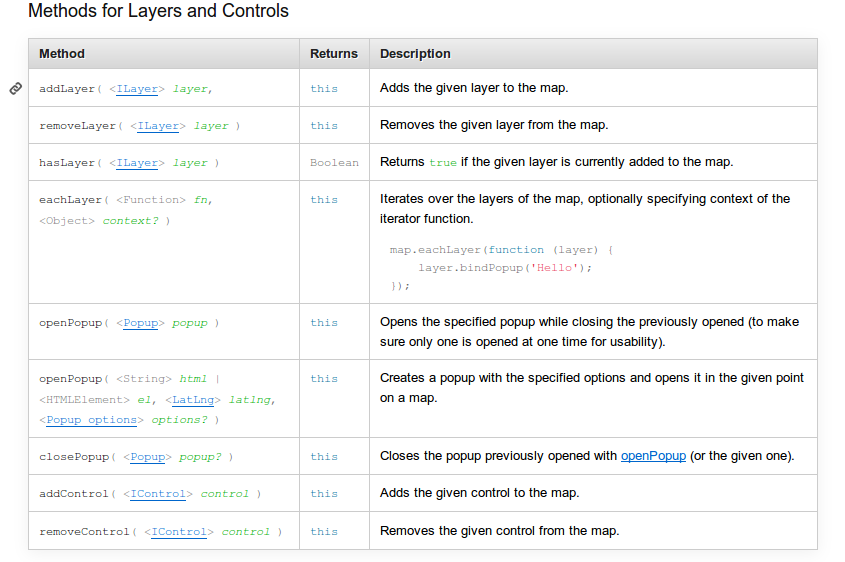 Methods for Layers and Controls
Method Returns Description
addLayer( <ILayer> layer, this Adds the given layer to the map.
removeLayer( <ILayer> layer ) this Removes the given layer from the map.
hasLayer( <ILayer> layer ) Boolean Returns true if the given layer is currently added to the map.
eachLayer( <Function> fn, this Iterates over the layers of the map, optionally specifying context of the
<Object> context? ) iterator function.
map.eachLayer(function (layer) {
layer.bindPopup('Hello');
});
openPopup( <Popup> popup ) this Opens the specified popup while closing the previously opened (to make
sure only one is opened at one time for usability).
openPopup( <String> html | this Creates a popup with the specified options and opens it in the given point
<HTMLElement> el, <LatLng> latlng, on a map.
<Popup options> options? )
closePopup( <Popup> popup? ) this Closes the popup previously opened with openPopup (or the given one).
addControl( <IControl> control ) this Adds the given control to the map.
removeControl( <IControl> control ) this Removes the given control from the map.